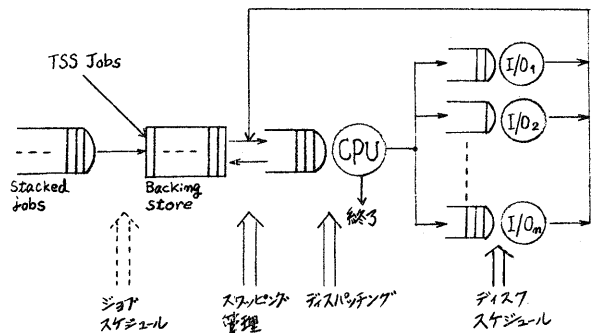 TSS Jobs
I/O₁
I/O₂
CPU
Stacked
jobs
Backing
store
終了
I/Oₙ
ジョブ
スケジュール
スワッピング
管理
ディスパッチング
ディスク
スケジュール